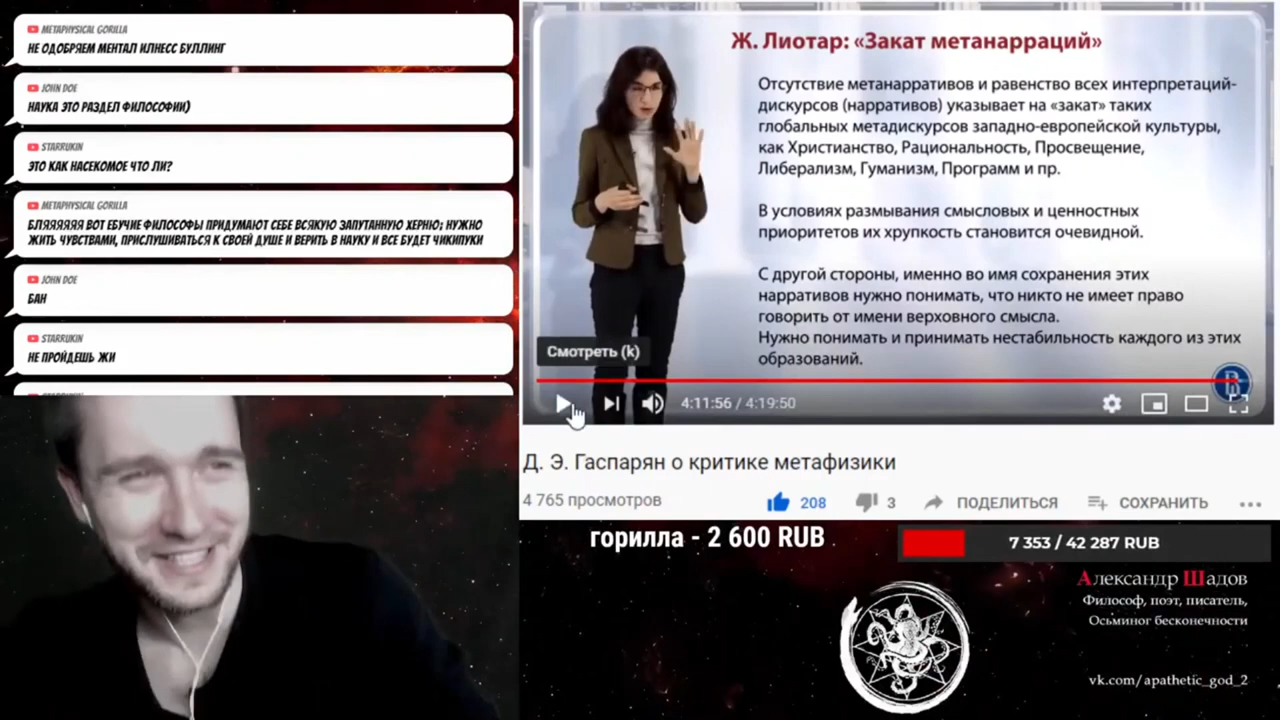 METAPHYSICAL GORILLA
НЕ ОДОБРЯЕМ МЕНТАЛ ИЛНЕСС БУЛЛИНГ
JOHN DOE
НАУКА ЭТО РАЗДЕЛ ФИЛОСОФИИ)
STARRUKIN
ЭТО КАК НАСЕКОМОЕ ЧТО ЛИ?
METAPHYSICAL GORILLA
БЛЯЯЯЯЯЯ ВОТ ЕБУЧИЕ ФИЛОСОФЫ ПРИДУМАЮТ СЕБЕ ВСЯКУЮ ЗАПУТАННУЮ ХЕРНЮ; НУЖНО
ЖИТЬ ЧУВСТВАМИ, ПРИСЛУШИВАТЬСЯ К СВОЕЙ ДУШЕ И ВЕРИТЬ В НАУКУ И ВСЕ БУДЕТ ЧИКИПУКИ
JOHN DOE
БАН
STARRUKIN
НЕ ПРОЙДЕШЬ ЖИ
Ж. Лиотар: «Закат метанарраций»
Отсутствие метанарративов и равенство всех интерпретаций-
дискурсов (нарративов) указывает на «закат» таких
глобальных метадискурсов западно-европейской культуры,
как Христианство, Рациональность, Просвещение,
Либерализм, Гуманизм, Программ и пр.
В условиях размывания смысловых и ценностных
приоритетов их хрупкость становится очевидной.
С другой стороны, именно во имя сохранения этих
нарративов нужно понимать, что никто не имеет право
говорить от имени верховного смысла.
Нужно понимать и принимать нестабильность каждого из этих
образований.
Смотреть (k)
4:11:56 / 4:19:50
Д. Э. Гаспарян о критике метафизики
4 765 просмотров
208
3
ПОДЕЛИТЬСЯ
СОХРАНИТЬ
горилла - 2 600 RUB
7 353 / 42 287 RUB
Александр Шадов
Философ, поэт, писатель,
Осьминог бесконечности
vk.com/apathetic_god_2